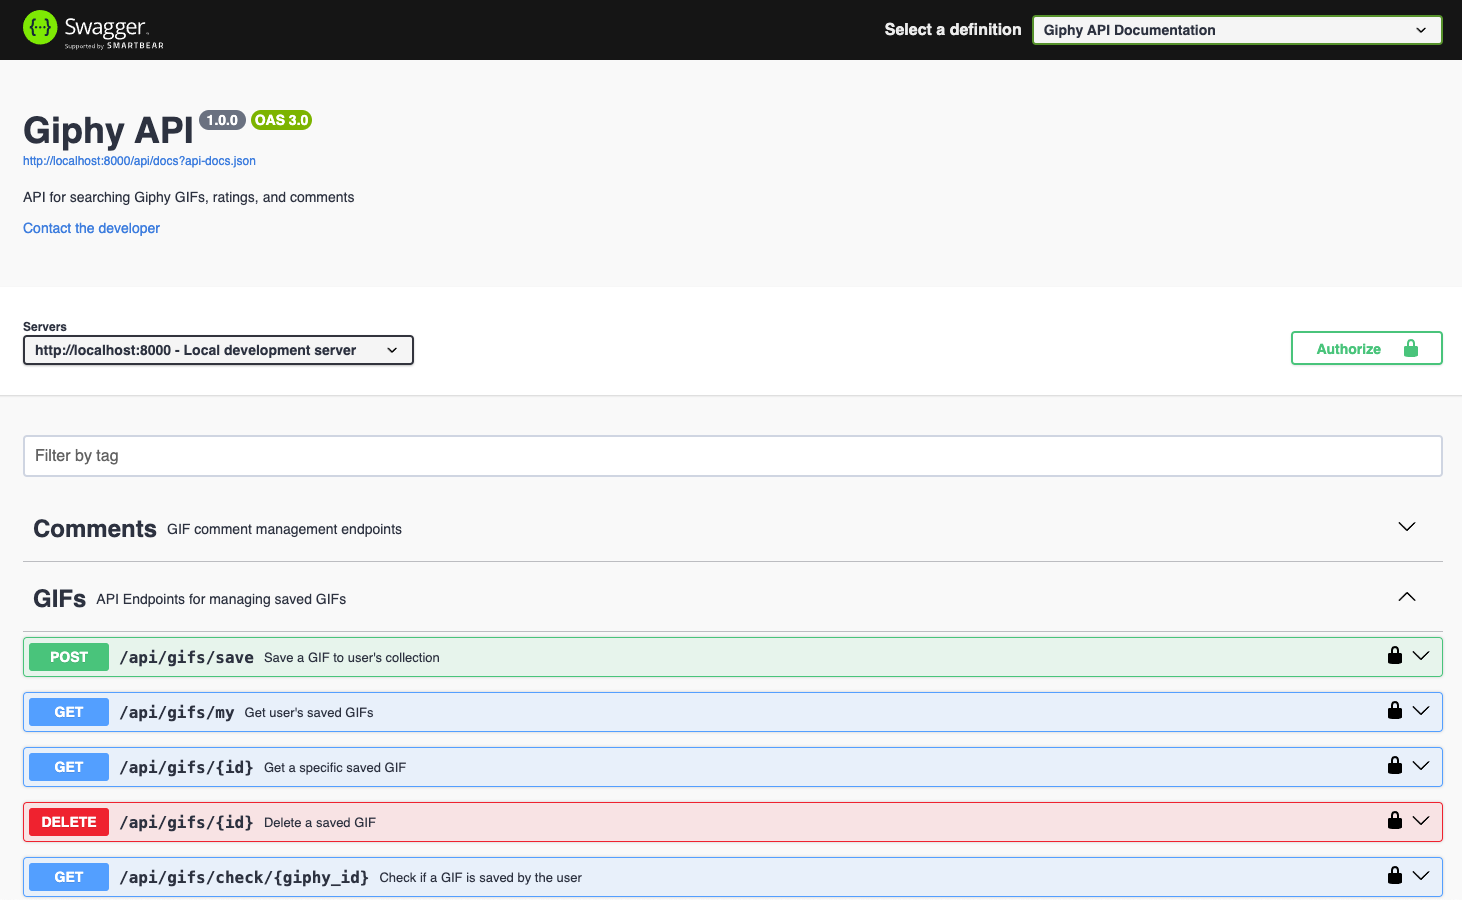 Swagger
Supported by SMARTBEAR
Select a definition
Giphy API Documentation
Giphy API 1.0.0 OAS 3.0
http://localhost:8000/api/docs?api-docs.json
API for searching Giphy GIFs, ratings, and comments
Contact the developer
Servers
http://localhost:8000 - Local development server
Authorize
Filter by tag
Comments GIF comment management endpoints
GIFs API Endpoints for managing saved GIFs
POST /api/gifs/save Save a GIF to user's collection
GET /api/gifs/my Get user's saved GIFs
GET /api/gifs/{id} Get a specific saved GIF
DELETE /api/gifs/{id} Delete a saved GIF
GET /api/gifs/check/{giphy_id} Check if a GIF is saved by the user